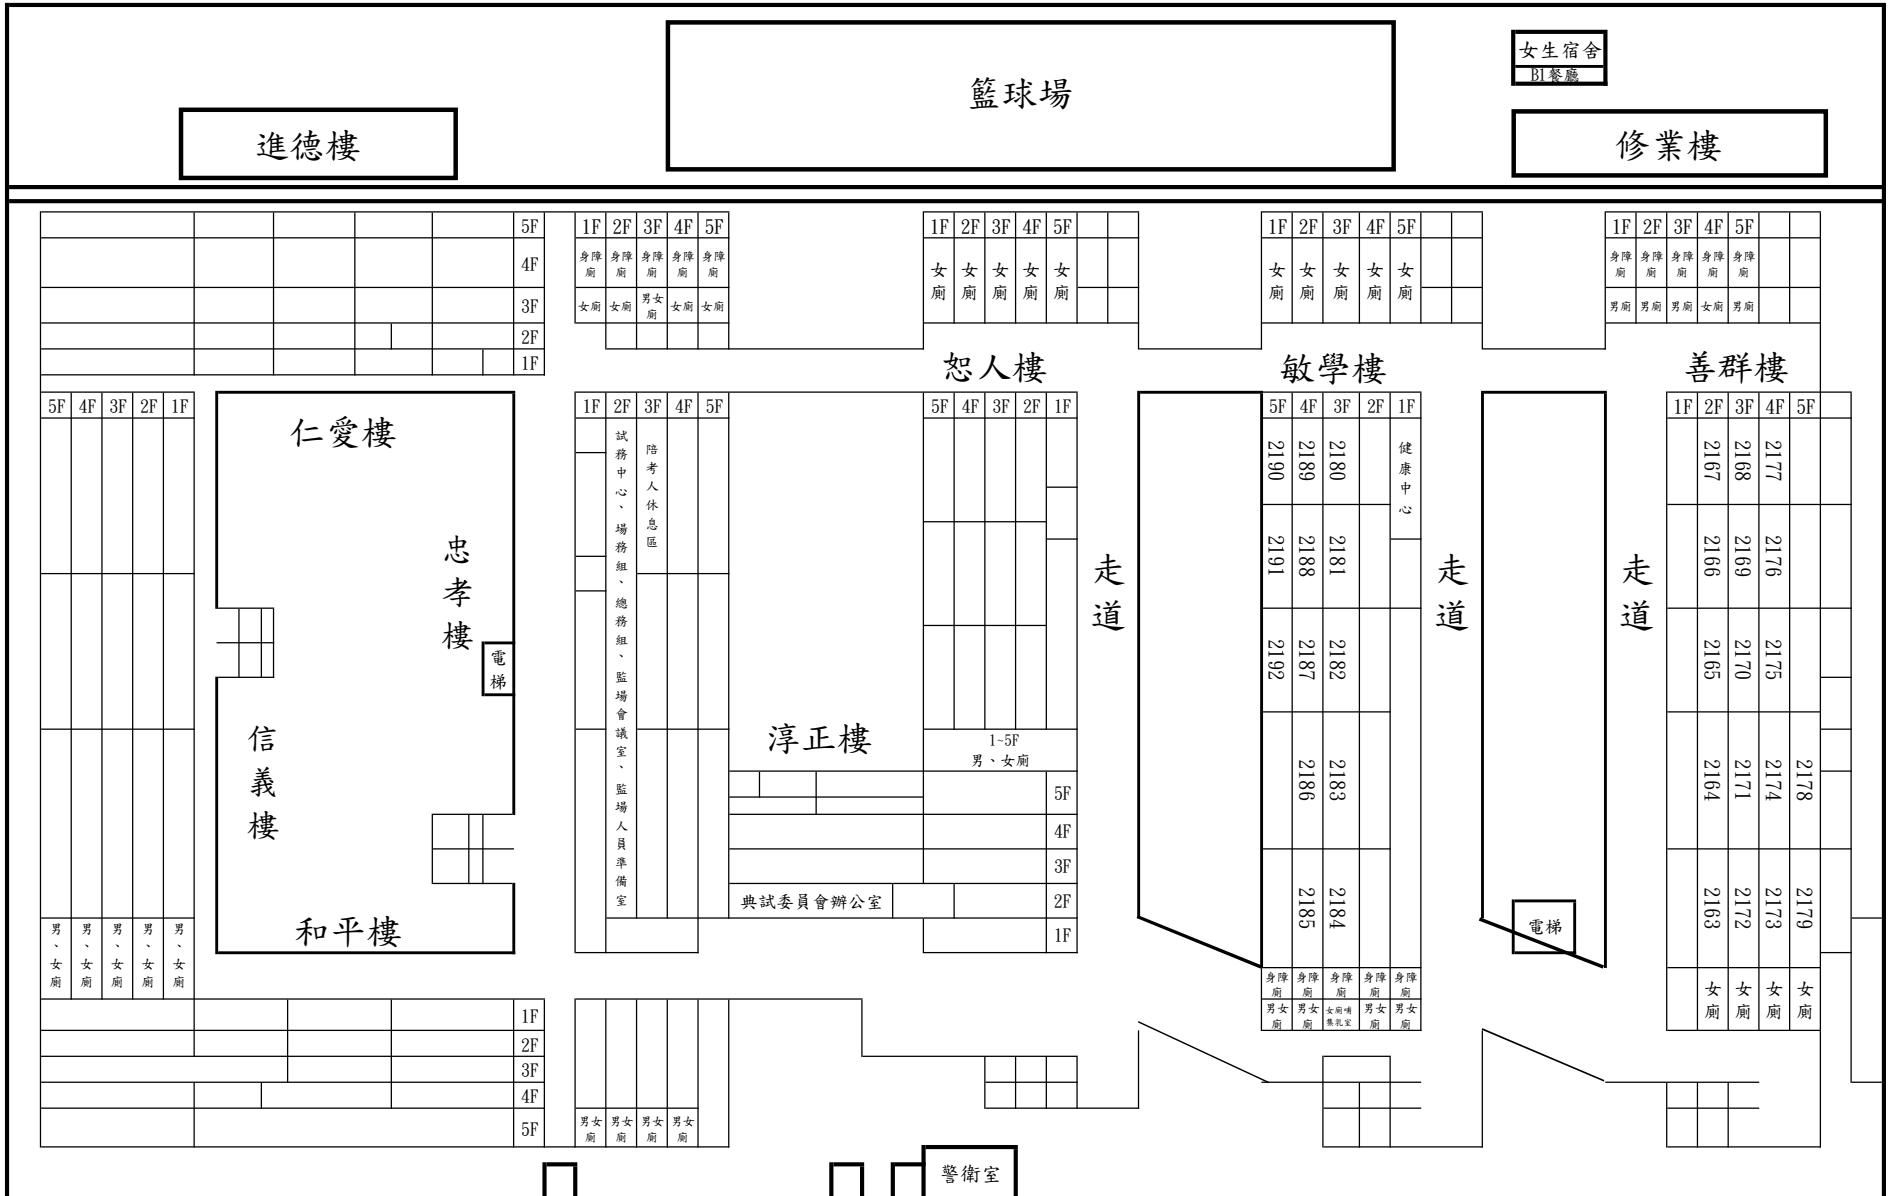 籃球場
女生宿舍
B1餐廳
進德樓
修業樓
5F
4F
3F
2F
1F
1F 2F 3F 4F 5F
身障廁 身障廁 身障廁 身障廁 身障廁
女廁 女廁 男女廁 女廁 女廁
1F 2F 3F 4F 5F
女廁 女廁 女廁 女廁 女廁
1F 2F 3F 4F 5F
女廁 女廁 女廁 女廁 女廁
1F 2F 3F 4F 5F
身障廁 身障廁 身障廁 身障廁 身障廁
男廁 男廁 男廁 女廁 男廁
恕人樓
敏學樓
善群樓
5F 4F 3F 2F 1F
男、女廁 男、女廁 男、女廁 男、女廁 男、女廁
仁愛樓
忠孝樓
電梯
信義樓
和平樓
1F 2F 3F 4F 5F
試務中心、場務組、總務組、監場會議室、監場人員準備室
陪考人休息區
淳正樓
5F 4F 3F 2F 1F
1~5F
男、女廁
5F
4F
3F
典試委員會辦公室
2F
1F
走道
5F 4F 3F 2F 1F
2190 2189 2180
健康中心
2191 2188 2181
2192 2187 2182
2186 2183
2185 2184
身障廁 身障廁 身障廁 身障廁 身障廁
男女廁 男女廁 女廁哺集乳室 男女廁 男女廁
走道
電梯
走道
1F 2F 3F 4F 5F
2167 2168 2177
2166 2169 2176
2165 2170 2175
2164 2171 2174 2178
2163 2172 2173 2179
女廁 女廁 女廁 女廁
1F
2F
3F
4F
5F
男女廁 男女廁 男女廁 男女廁
警衛室